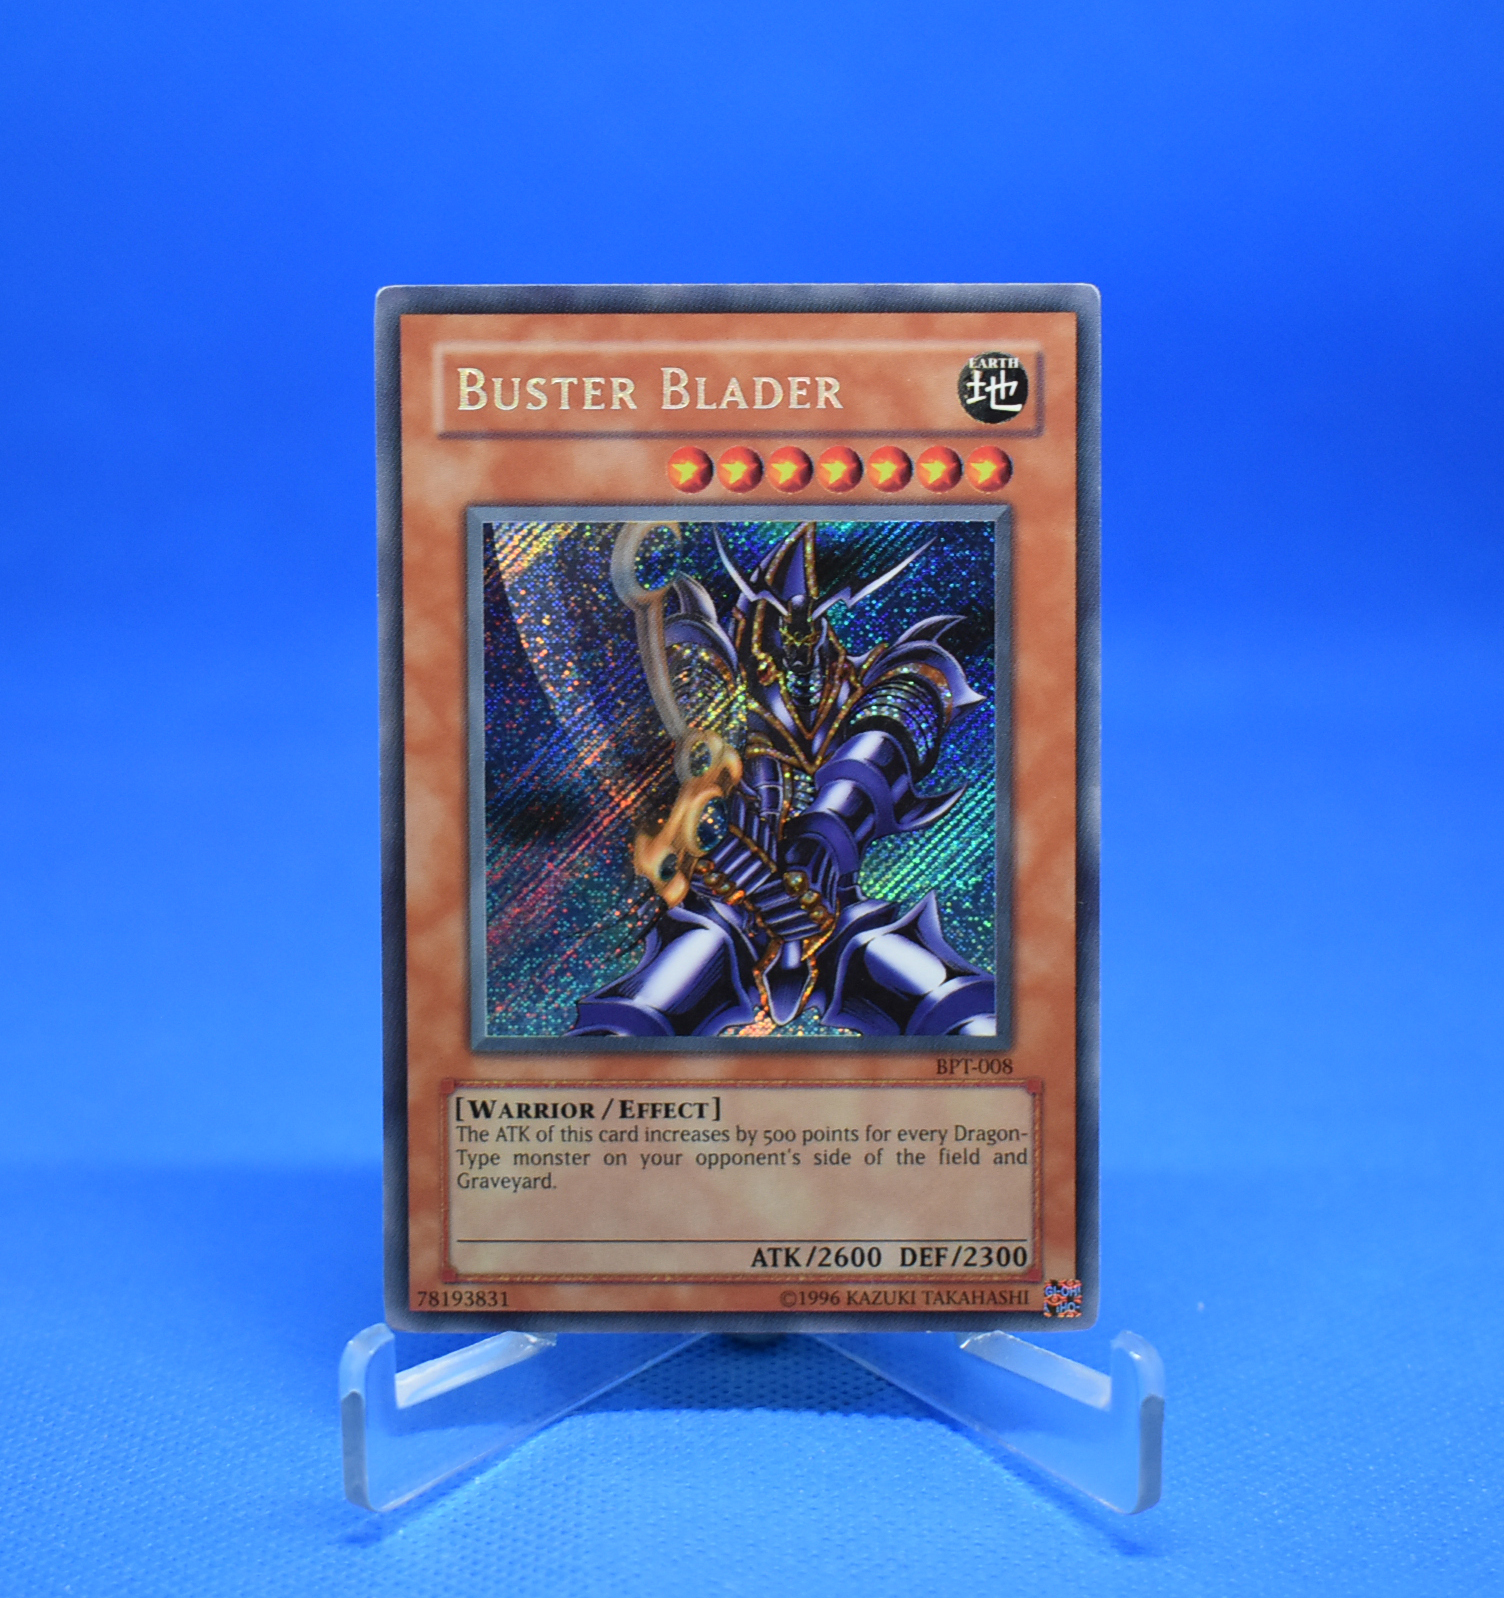 BUSTER BLADER
EARTH
地
BPT-008
[WARRIOR / EFFECT]
The ATK of this card increases by 500 points for every Dragon-
Type monster on your opponent's side of the field and
Graveyard.
ATK/2600 DEF/2300
78193831
©1996 KAZUKI TAKAHASHI